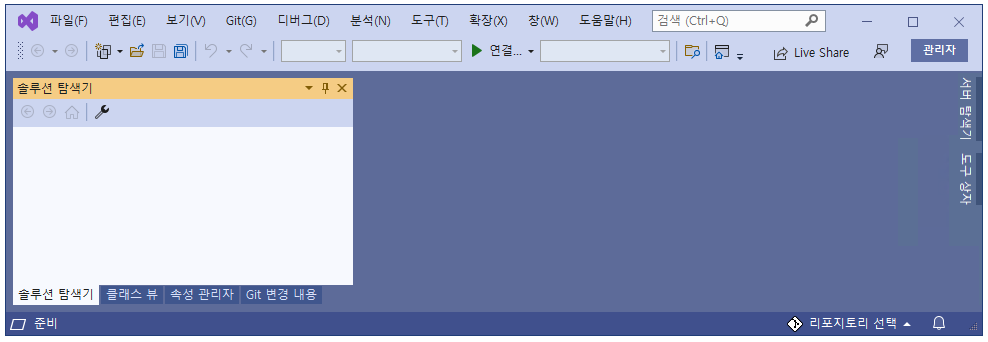 파일(F) 편집(E) 보기(V) Git(G) 디버그(D) 분석(N) 도구(T) 확장(X) 창(W) 도움말(H) 검색 (Ctrl+Q)
연결... Live Share 관리자
솔루션 탐색기
서버 탐색기
도구 상자
솔루션 탐색기 클래스 뷰 속성 관리자 Git 변경 내용
준비 리포지토리 선택